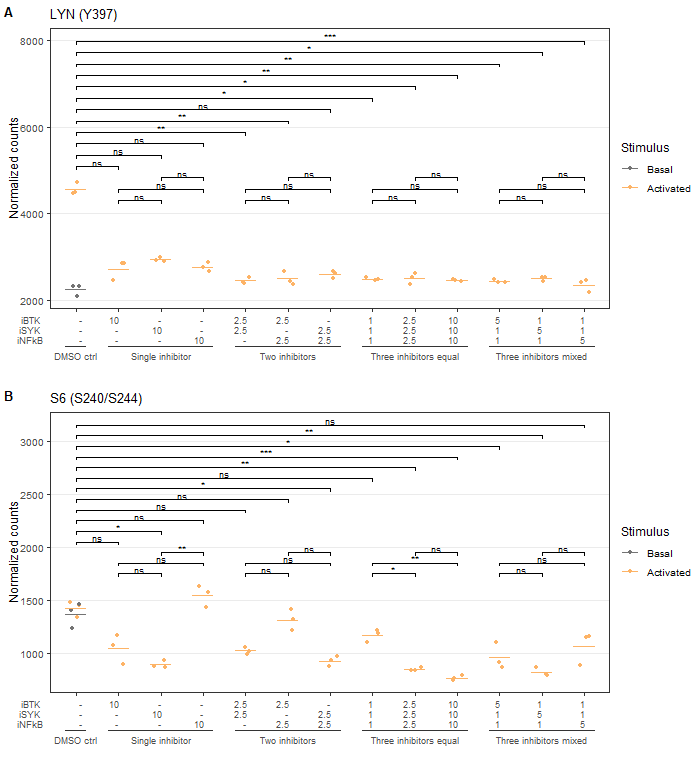 A
LYN (Y397)
Normalized counts
8000
6000
4000
2000
***
*
**
**
*
*
ns
**
**
ns
ns
ns
ns ns ns ns
ns ns ns ns
ns ns ns ns
Stimulus
Basal
Activated
iBTK - 10 - - 2.5 2.5 - 1 2.5 10 5 1 1
iSYK - - 10 - 2.5 - 2.5 1 2.5 10 1 5 1
iNFkB - - - 10 - 2.5 2.5 1 2.5 10 1 1 5
DMSO ctrl Single inhibitor Two inhibitors Three inhibitors equal Three inhibitors mixed
B
S6 (S240/S244)
Normalized counts
3000
2500
2000
1500
1000
ns
**
*
***
**
ns
*
ns
ns
ns
*
ns
** ns ns ns
ns ns ** ns
ns ns * ns
Stimulus
Basal
Activated
iBTK - 10 - - 2.5 2.5 - 1 2.5 10 5 1 1
iSYK - - 10 - 2.5 - 2.5 1 2.5 10 1 5 1
iNFkB - - - 10 - 2.5 2.5 1 2.5 10 1 1 5
DMSO ctrl Single inhibitor Two inhibitors Three inhibitors equal Three inhibitors mixed